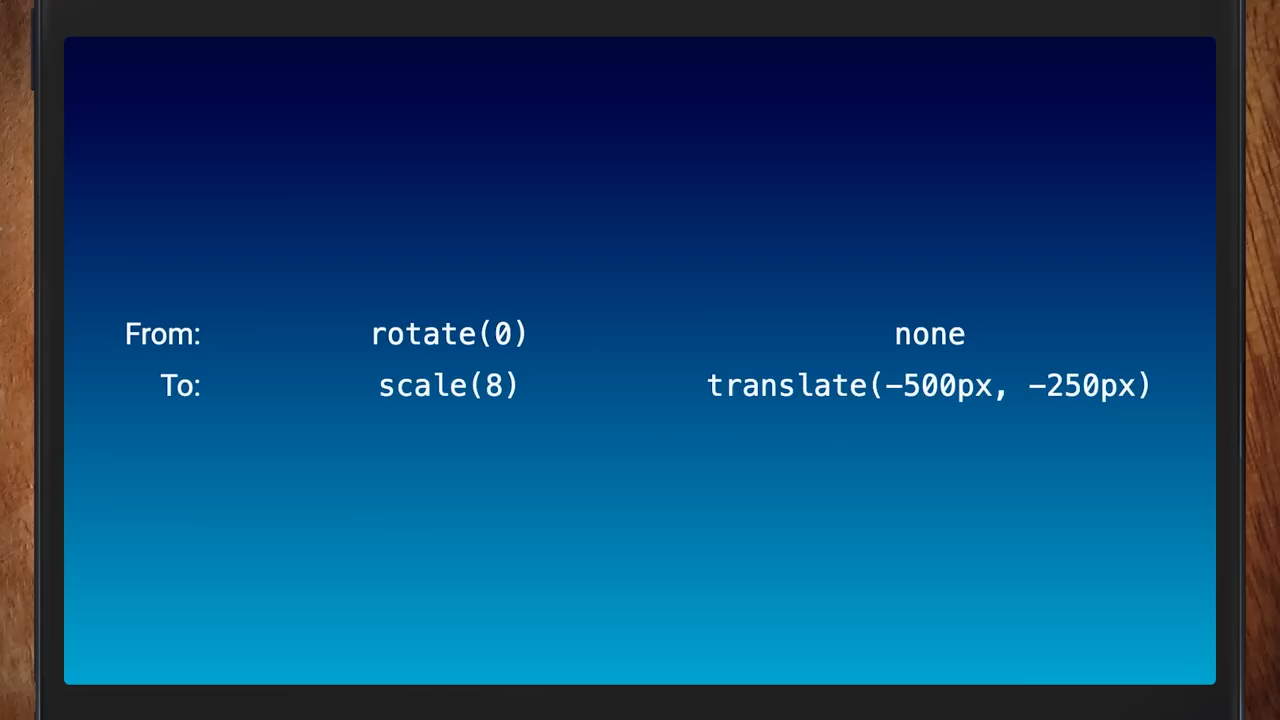 From: rotate(0) none
To: scale(8) translate(-500px, -250px)